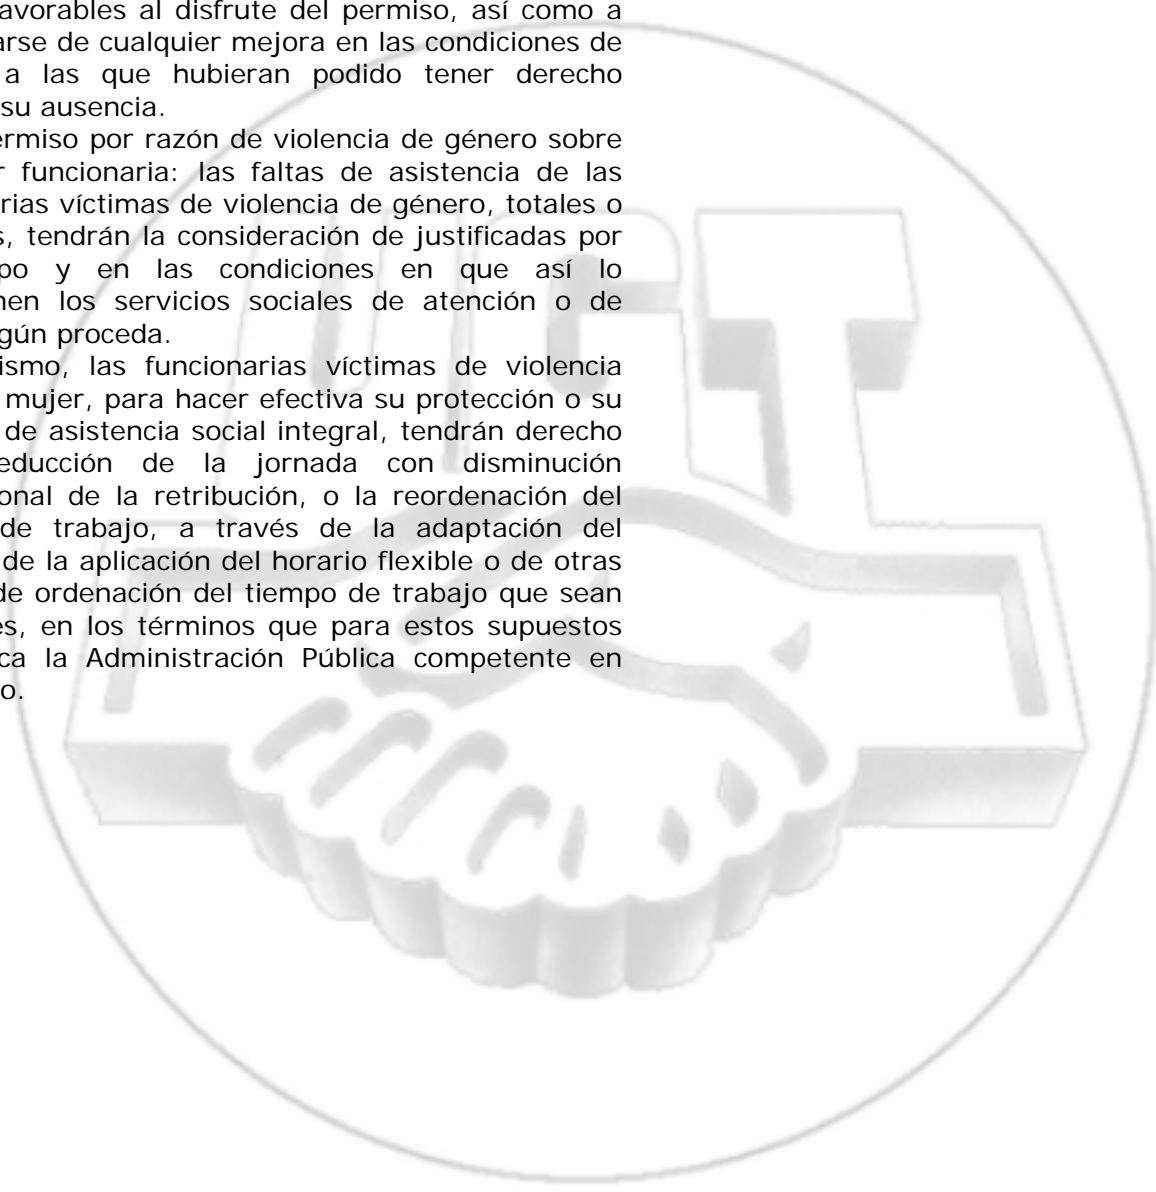 avorables al disfrute del permiso, así como a
arse de cualquier mejora en las condiciones de
a las que hubieran podido tener derecho
su ausencia.
ermiso por razón de violencia de género sobre
r funcionaria: las faltas de asistencia de las
rias víctimas de violencia de género, totales o
s, tendrán la consideración de justificadas por
po y en las condiciones en que así lo
nen los servicios sociales de atención o de
gún proceda.
ismo, las funcionarias víctimas de violencia
mujer, para hacer efectiva su protección o su
de asistencia social integral, tendrán derecho
educción de la jornada con disminución
onal de la retribución, o la reordenación del
de trabajo, a través de la adaptación del
de la aplicación del horario flexible o de otras
de ordenación del tiempo de trabajo que sean
es, en los términos que para estos supuestos
ca la Administración Pública competente en
o.
UGT